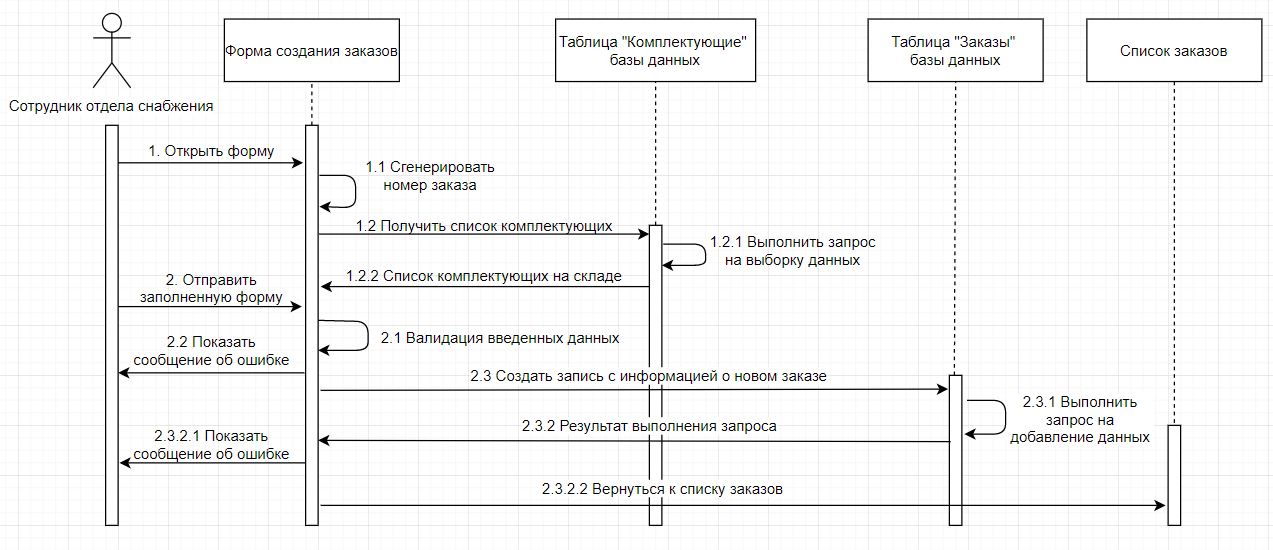 Форма создания заказов
Таблица "Комплектующие"
базы данных
Таблица "Заказы"
базы данных
Список заказов
Сотрудник отдела снабжения
1. Открыть форму
1.1 Сгенерировать
номер заказа
1.2 Получить список комплектующих
1.2.1 Выполнить запрос
на выборку данных
1.2.2 Список комплектующих на складе
2. Отправить
заполненную форму
2.1 Валидация введенных данных
2.2 Показать
сообщение об ошибке
2.3 Создать запись с информацией о новом заказе
2.3.1 Выполнить
запрос на
добавление данных
2.3.2 Результат выполнения запроса
2.3.2.1 Показать
сообщение об ошибке
2.3.2.2 Вернуться к списку заказов